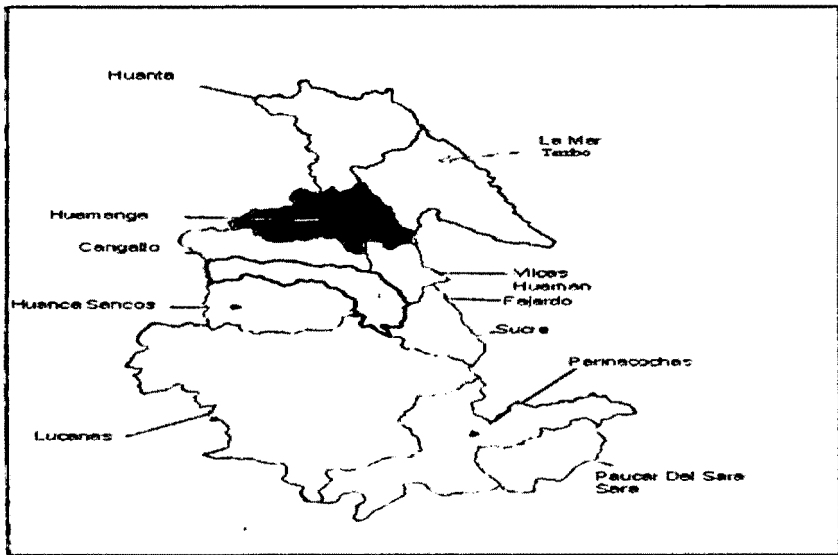 Huanta
La Mar
Tambo
Huamanga
Cangallo
Vilcas
Huaman
Fajardo
Huanca Sancos
Sucre
Parinacochas
Lucanas
Paucar Del Sara
Sara